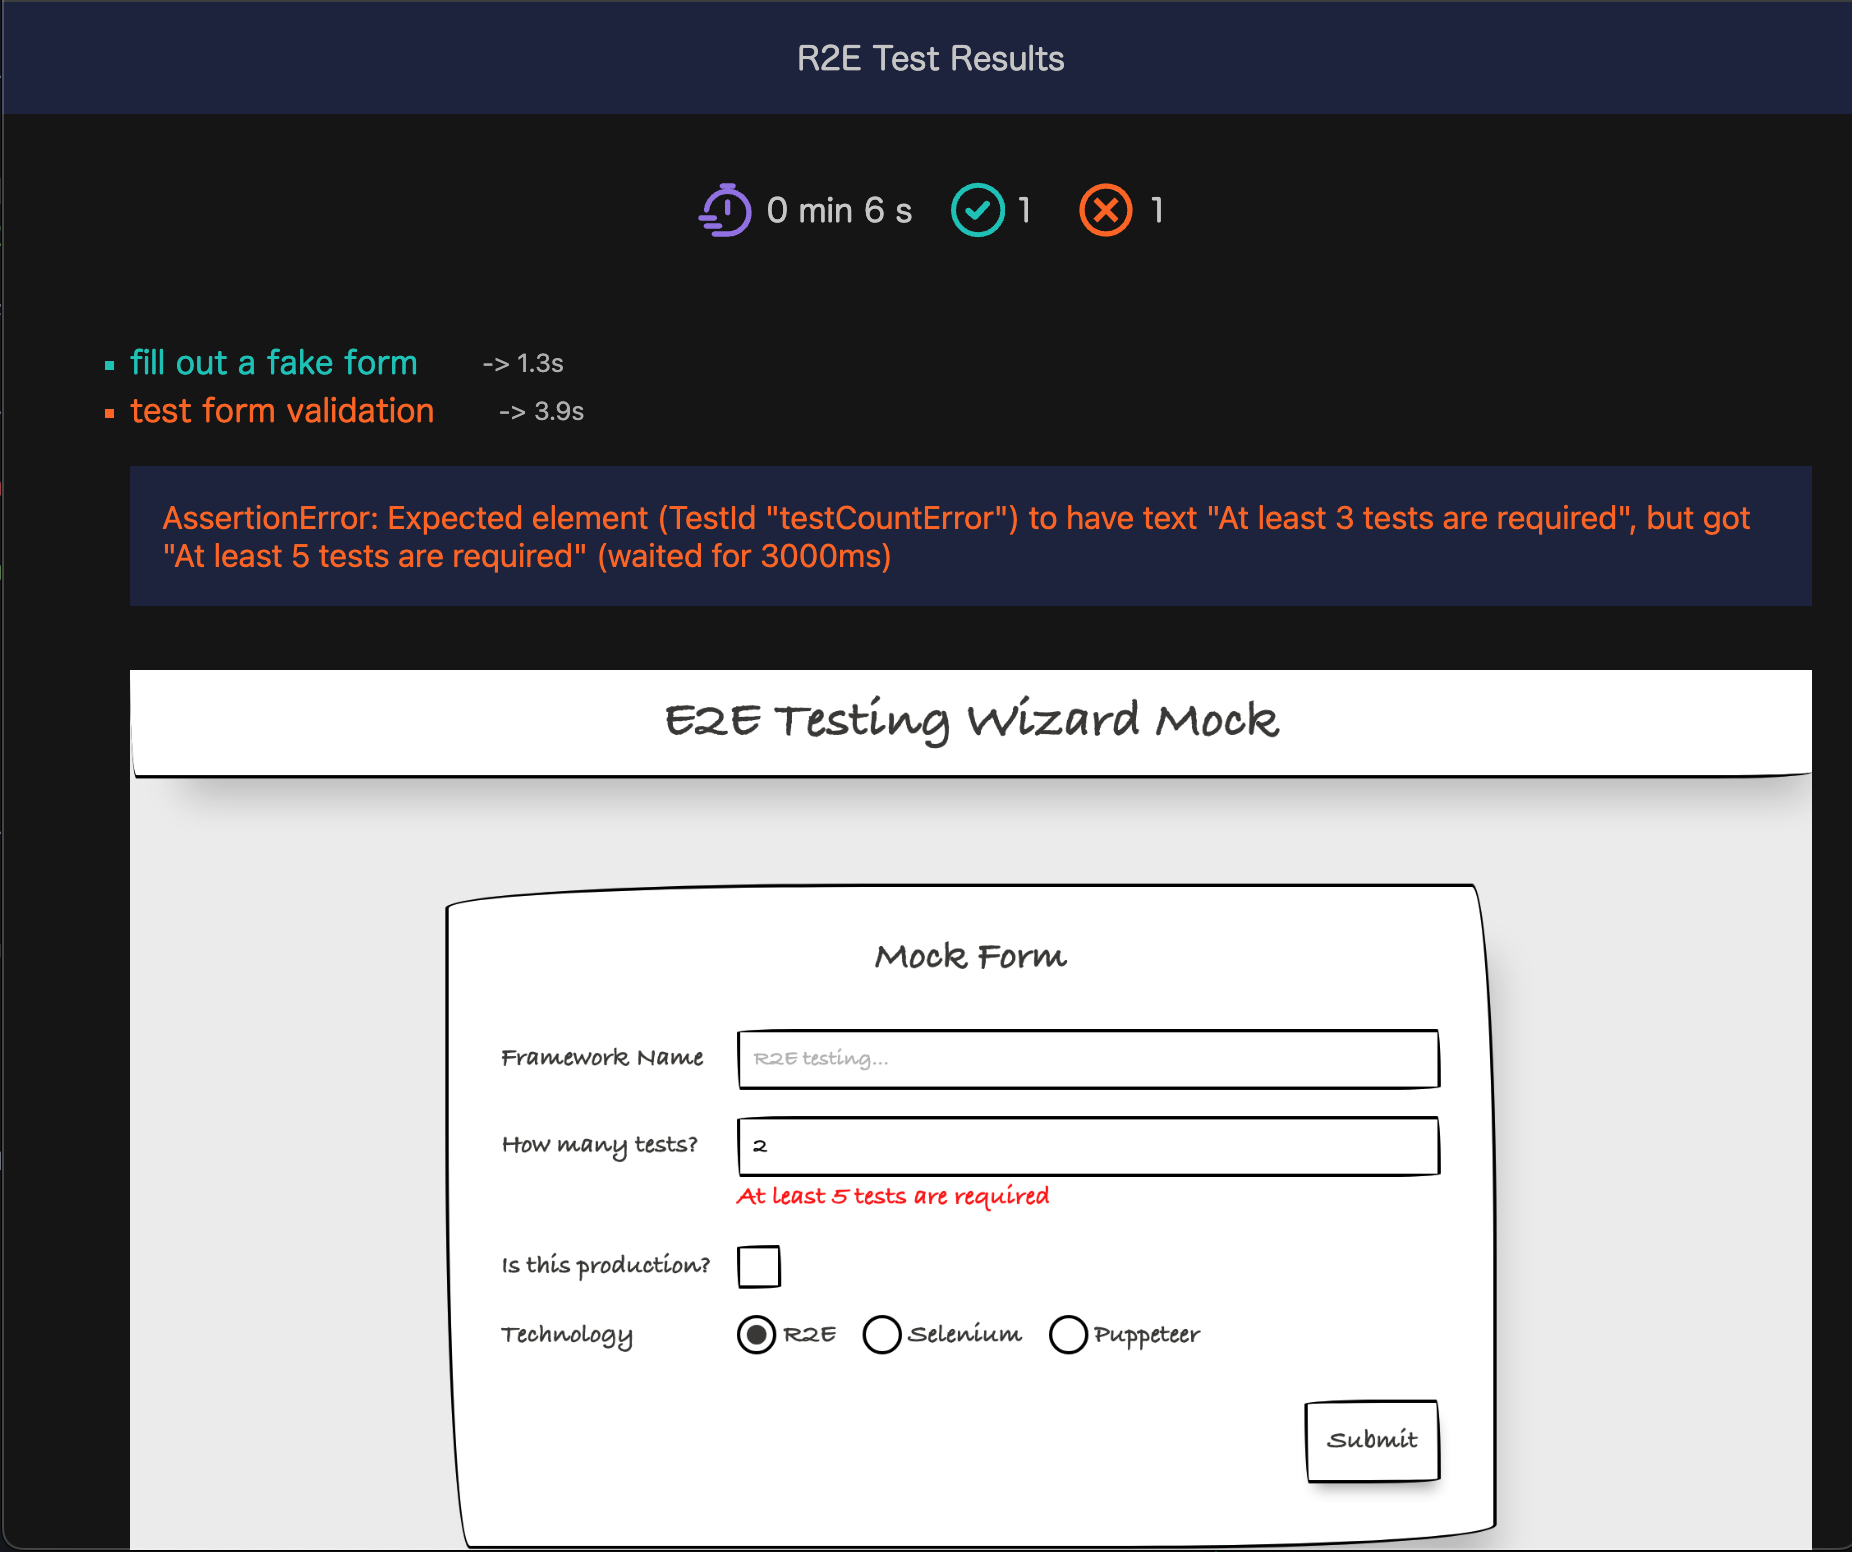 R2E Test Results
0 min 6 s 1 1
fill out a fake form -> 1.3s
test form validation -> 3.9s
AssertionError: Expected element (TestId "testCountError") to have text "At least 3 tests are required", but got
"At least 5 tests are required" (waited for 3000ms)
E2E Testing Wizard Mock
Mock Form
Framework Name R2E testing...
How many tests? 2
At least 5 tests are required
Is this production?
Technology R2E Selenium Puppeteer
Submit